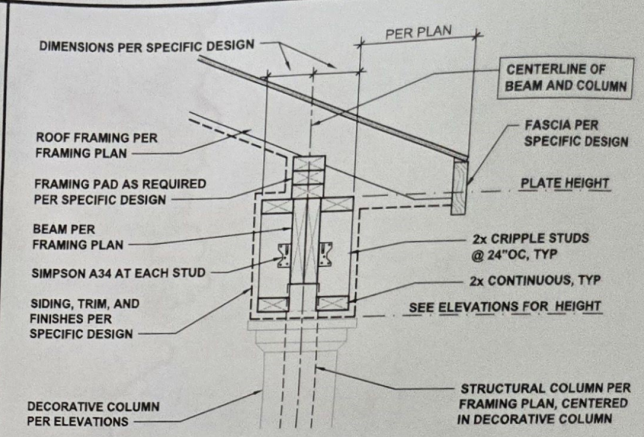 DIMENSIONS PER SPECIFIC DESIGN
PER PLAN
CENTERLINE OF
BEAM AND COLUMN
ROOF FRAMING PER
FRAMING PLAN
FASCIA PER
SPECIFIC DESIGN
FRAMING PAD AS REQUIRED
PER SPECIFIC DESIGN
PLATE HEIGHT
BEAM PER
FRAMING PLAN
2x CRIPPLE STUDS
@ 24"OC, TYP
SIMPSON A34 AT EACH STUD
2x CONTINUOUS, TYP
SIDING, TRIM, AND
FINISHES PER
SPECIFIC DESIGN
SEE ELEVATIONS FOR HEIGHT
DECORATIVE COLUMN
PER ELEVATIONS
STRUCTURAL COLUMN PER
FRAMING PLAN, CENTERED
IN DECORATIVE COLUMN